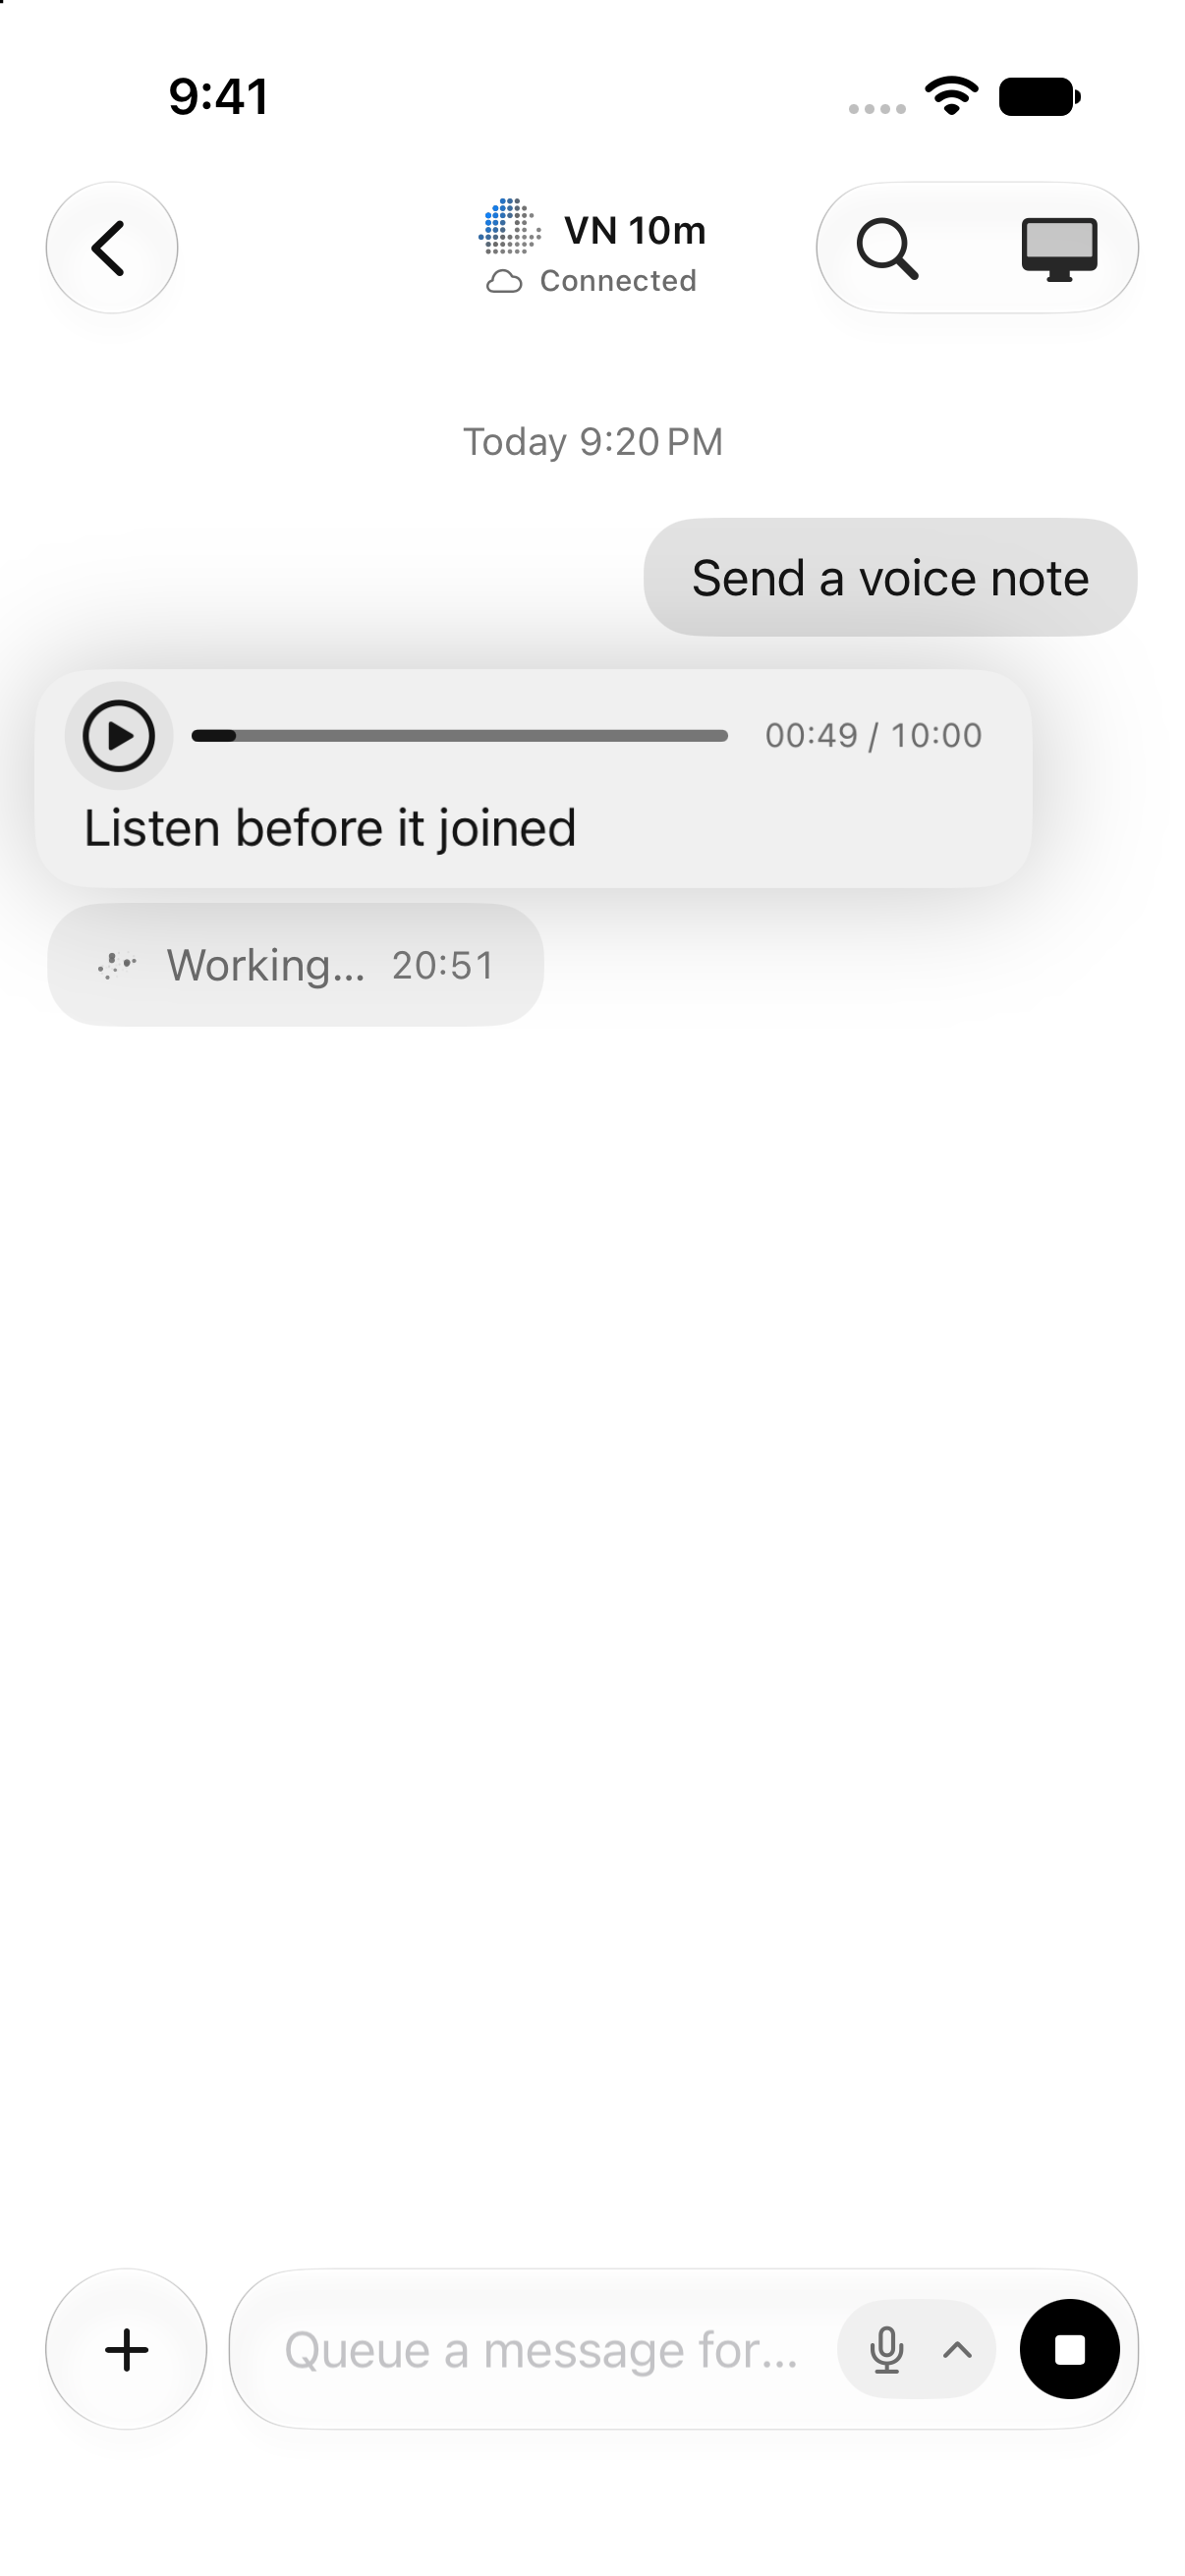 9:41
VN 10m
Connected
Today 9:20 PM
Send a voice note
00:49 / 10:00
Listen before it joined
Working... 20:51
Queue a message for...